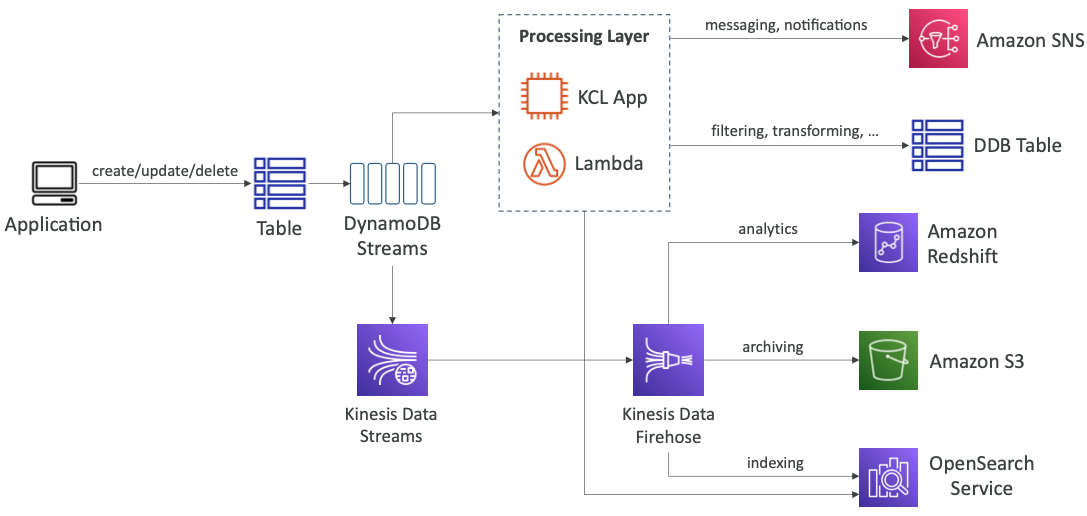 Processing Layer
KCL App
Lambda
messaging, notifications
Amazon SNS
filtering, transforming, ...
DDB Table
create/update/delete
Application
Table
DynamoDB
Streams
analytics
Amazon
Redshift
archiving
Amazon S3
Kinesis Data
Streams
Kinesis Data
Firehose
indexing
OpenSearch
Service